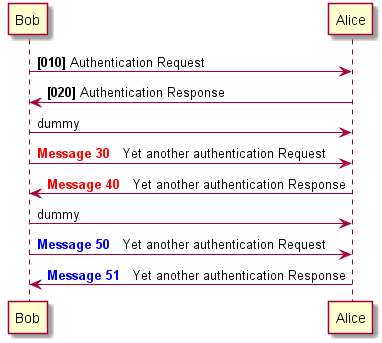 Bob Alice
[010] Authentication Request
[020] Authentication Response
dummy
Message 30 Yet another authentication Request
Message 40 Yet another authentication Response
dummy
Message 50 Yet another authentication Request
Message 51 Yet another authentication Response
Bob Alice